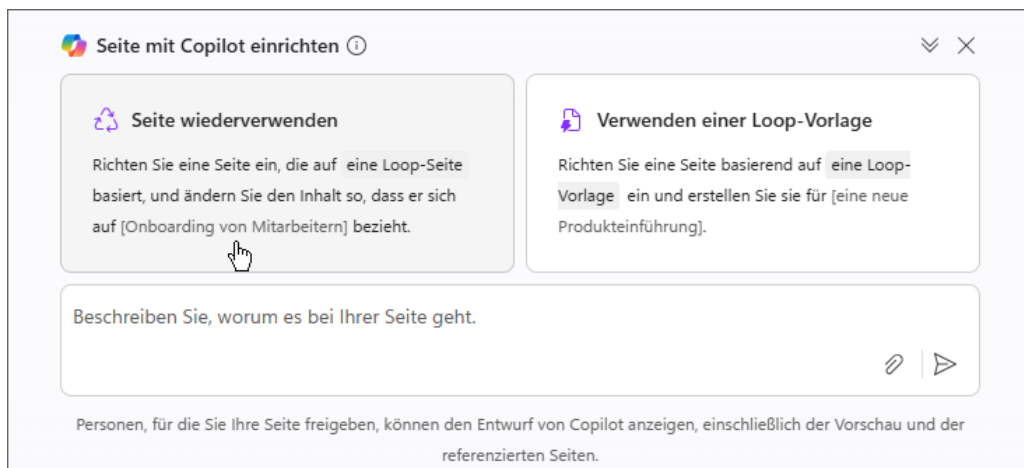 Seite mit Copilot einrichten
Seite wiederverwenden
Richten Sie eine Seite ein, die auf eine Loop-Seite
basiert, und ändern Sie den Inhalt so, dass er sich
auf [Onboarding von Mitarbeitern] bezieht.
Verwenden einer Loop-Vorlage
Richten Sie eine Seite basierend auf eine Loop-
Vorlage ein und erstellen Sie sie für [eine neue
Produkteinführung].
Beschreiben Sie, worum es bei Ihrer Seite geht.
Personen, für die Sie Ihre Seite freigeben, können den Entwurf von Copilot anzeigen, einschließlich der Vorschau und der
referenzierten Seiten.